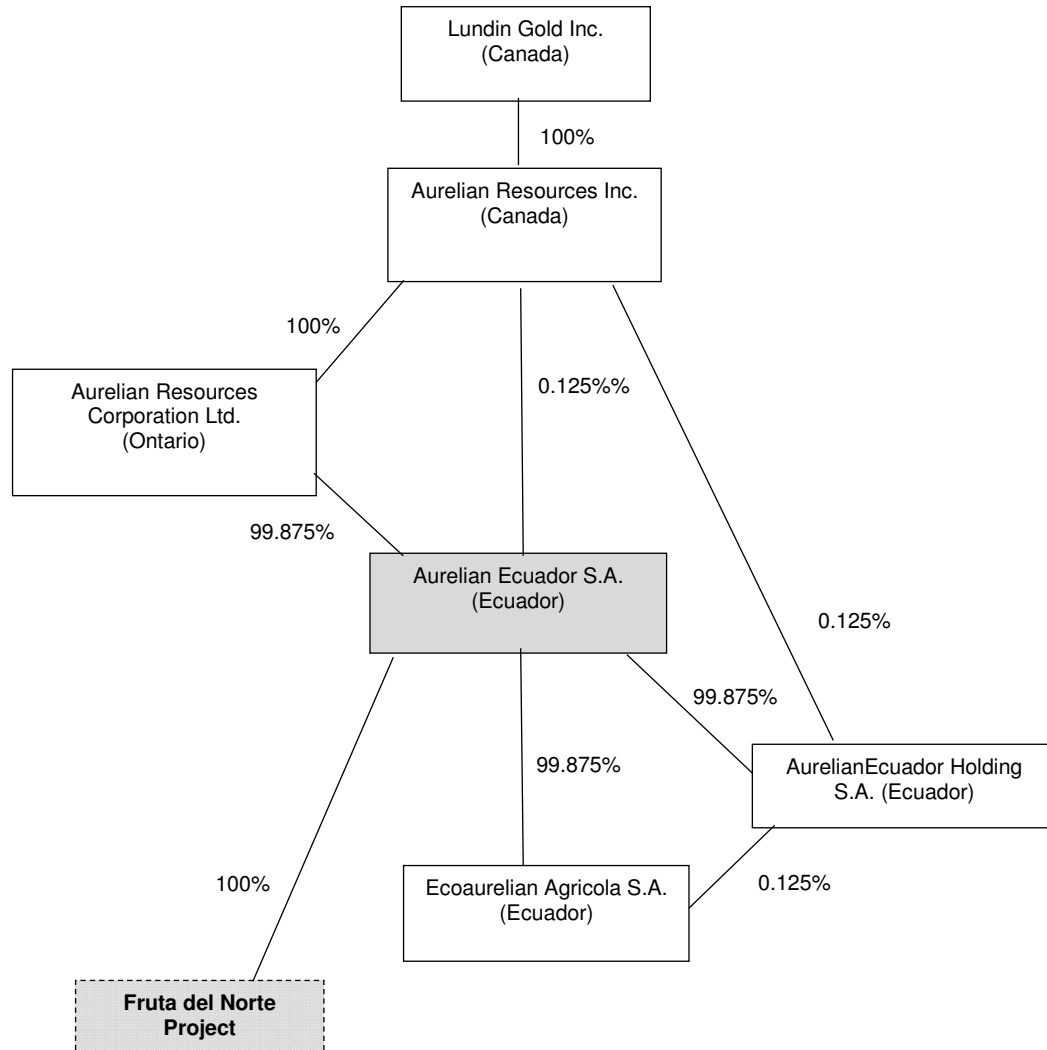 Lundin Gold Inc.
(Canada)
100%
Aurelian Resources Inc.
(Canada)
100%
0.125%%
Aurelian Resources
Corporation Ltd.
(Ontario)
99.875%
Aurelian Ecuador S.A.
(Ecuador)
0.125%
99.875%
99.875%
AurelianEcuador Holding
S.A. (Ecuador)
100%
Ecoaurelian Agricola S.A.
(Ecuador)
0.125%
Fruta del Norte
Project